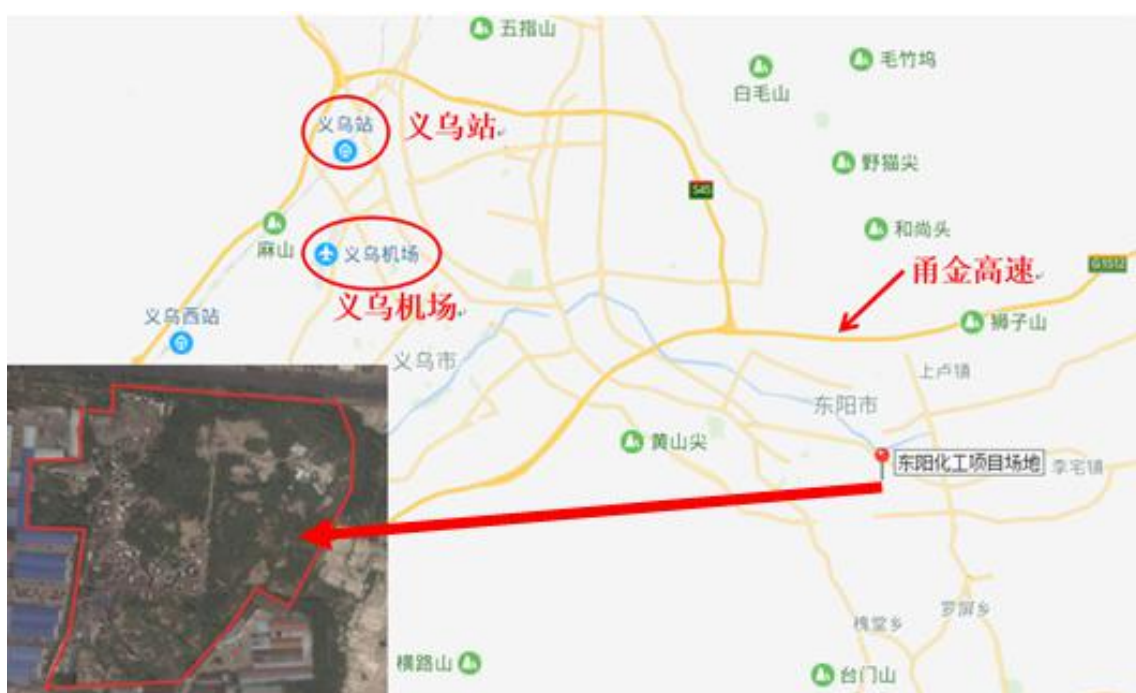 五指山
毛竹坞
白毛山
义乌站
义乌站
野猫尖
S45
和尚头
麻山
义乌机场
甬金高速
G1512
义乌机场
狮子山
义乌西站
义乌市
上卢镇
东阳市
黄山尖
东阳化工项目场地
李宅镇
罗屏乡
槐堂乡
横路山
台门山